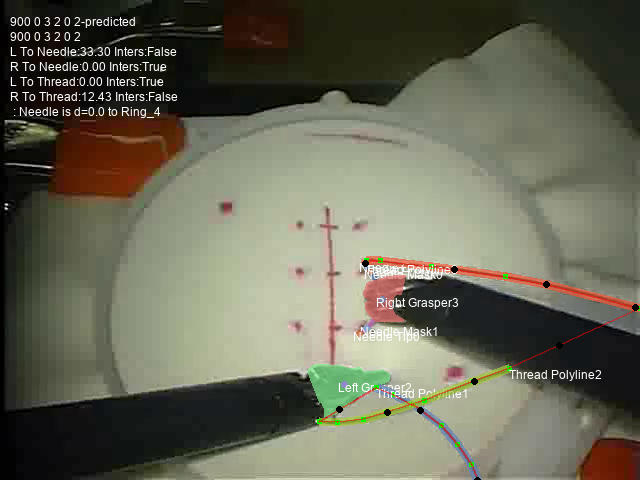 900 0 3 2 0 2-predicted
900 0 3 2 0 2
L To Needle:33.30 Inters:False
R To Needle:0.00 Inters:True
L To Thread:0.00 Inters:True
R To Thread:12.43 Inters:False
: Needle is d=0.0 to Ring_4
Mask0
Right Grasper3
Needle Mask1
Needle Tip0
Thread Polyline2
Left Grasper2
Thread Polyline1